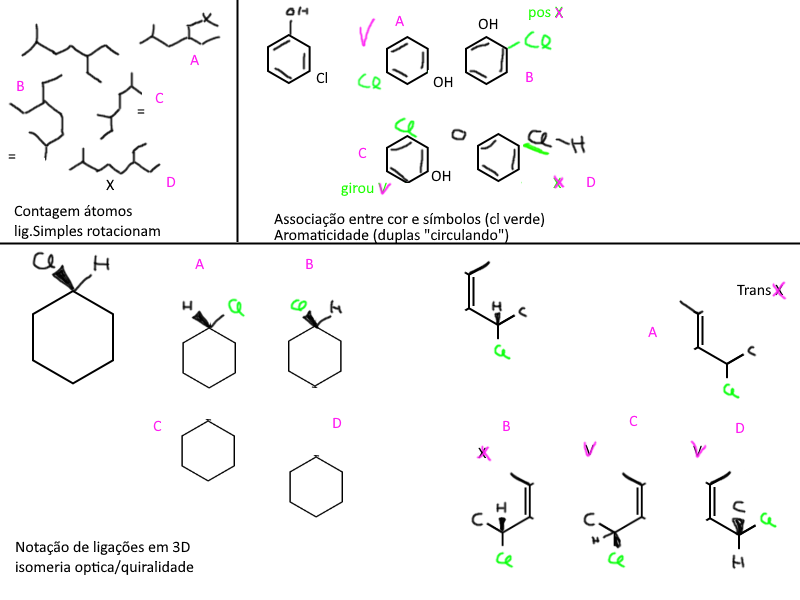 X
A
B
C
=
=
X
D
Contagem átomos
lig.Simples rotacionam
OH
Cl
V
A
Cl
OH
OH
Cl
pos X
B
Cl
C
OH
girou V
O
Cl
H
X
D
Associação entre cor e símbolos (cl verde)
Aromaticidade (duplas "circulando")
Cl
H
A
H
Cl
B
Cl
H
C
D
Notação de ligações em 3D
isomeria optica/quiralidade
H
C
Cl
Trans X
A
C
Cl
B
X
H
C
Cl
C
V
C
H
Cl
D
V
C
Cl
H